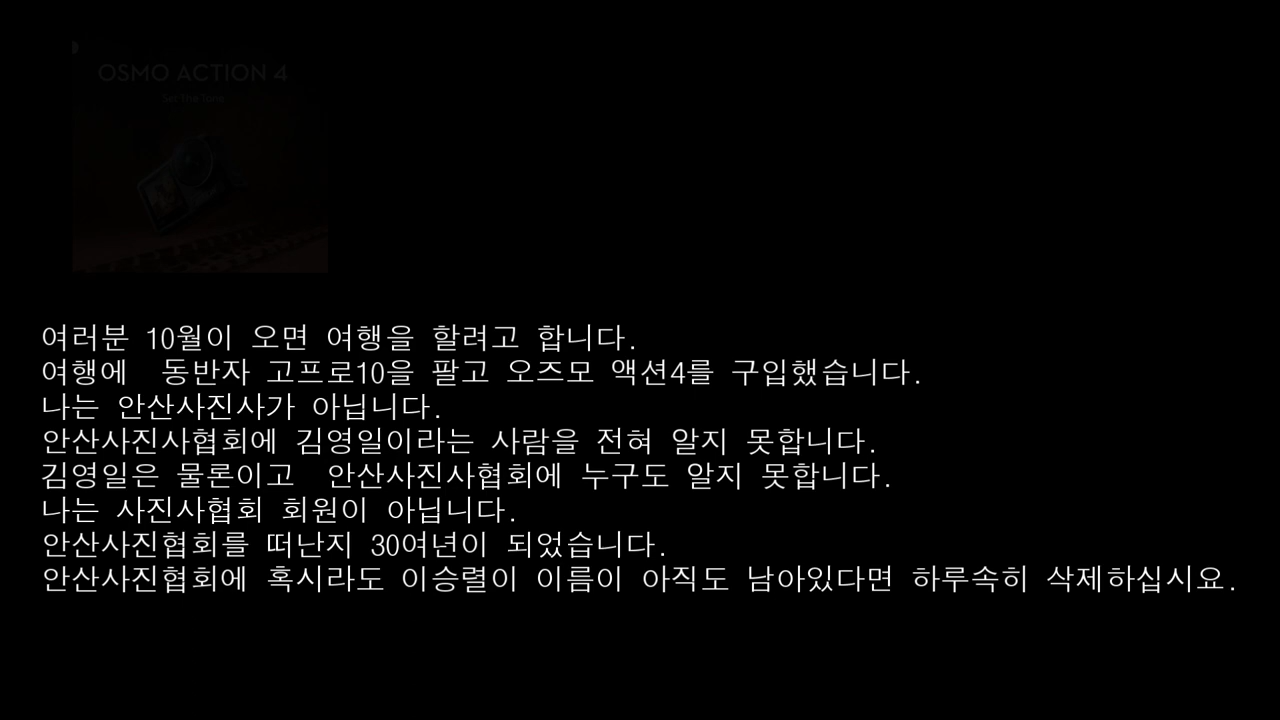 OSMO ACTION 4
Set the Tone
여러분 10월이 오면 여행을 할려고 합니다.
여행에 동반자 고프로10을 팔고 오즈모 액션4를 구입했습니다.
나는 안산사진사가 아닙니다.
안산사진사협회에 김영일이라는 사람을 전혀 알지 못합니다.
김영일은 물론이고 안산사진사협회에 누구도 알지 못합니다.
나는 사진사협회 회원이 아닙니다.
안산사진협회를 떠난지 30여년이 되었습니다.
안산사진협회에 혹시라도 이승렬이 이름이 아직도 남아있다면 하루속히 삭제하십시요.